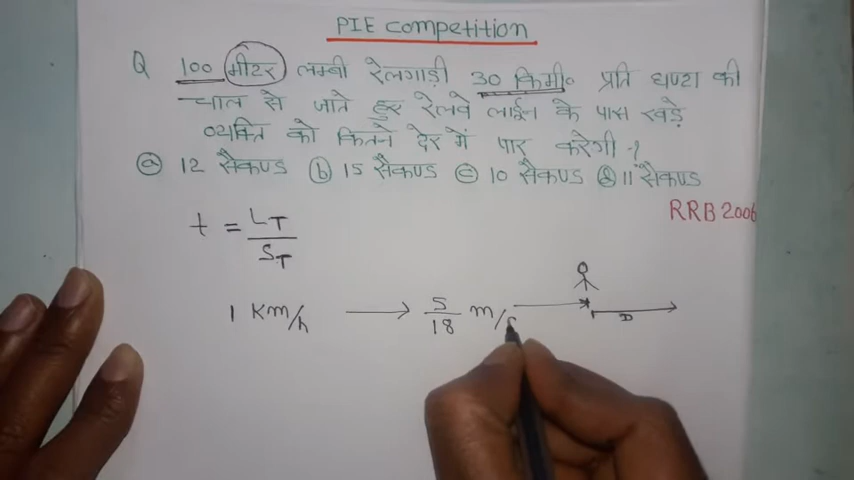 PIE Competition
Q 100 मीटर लम्बी रेलगाड़ी 30 किमी० प्रति घण्टा की
चाल से जाते हुए रेलवे लाईन के पास खड़े
व्यक्ति को कितने देर में पार करेगी ?
(a) 12 सैकण्ड (b) 15 सैकण्ड (c) 10 सैकण्ड (d) 11 सैकण्ड
RRB 2006
t = LT / ST
1 Km/h → 5/18 m/s
D